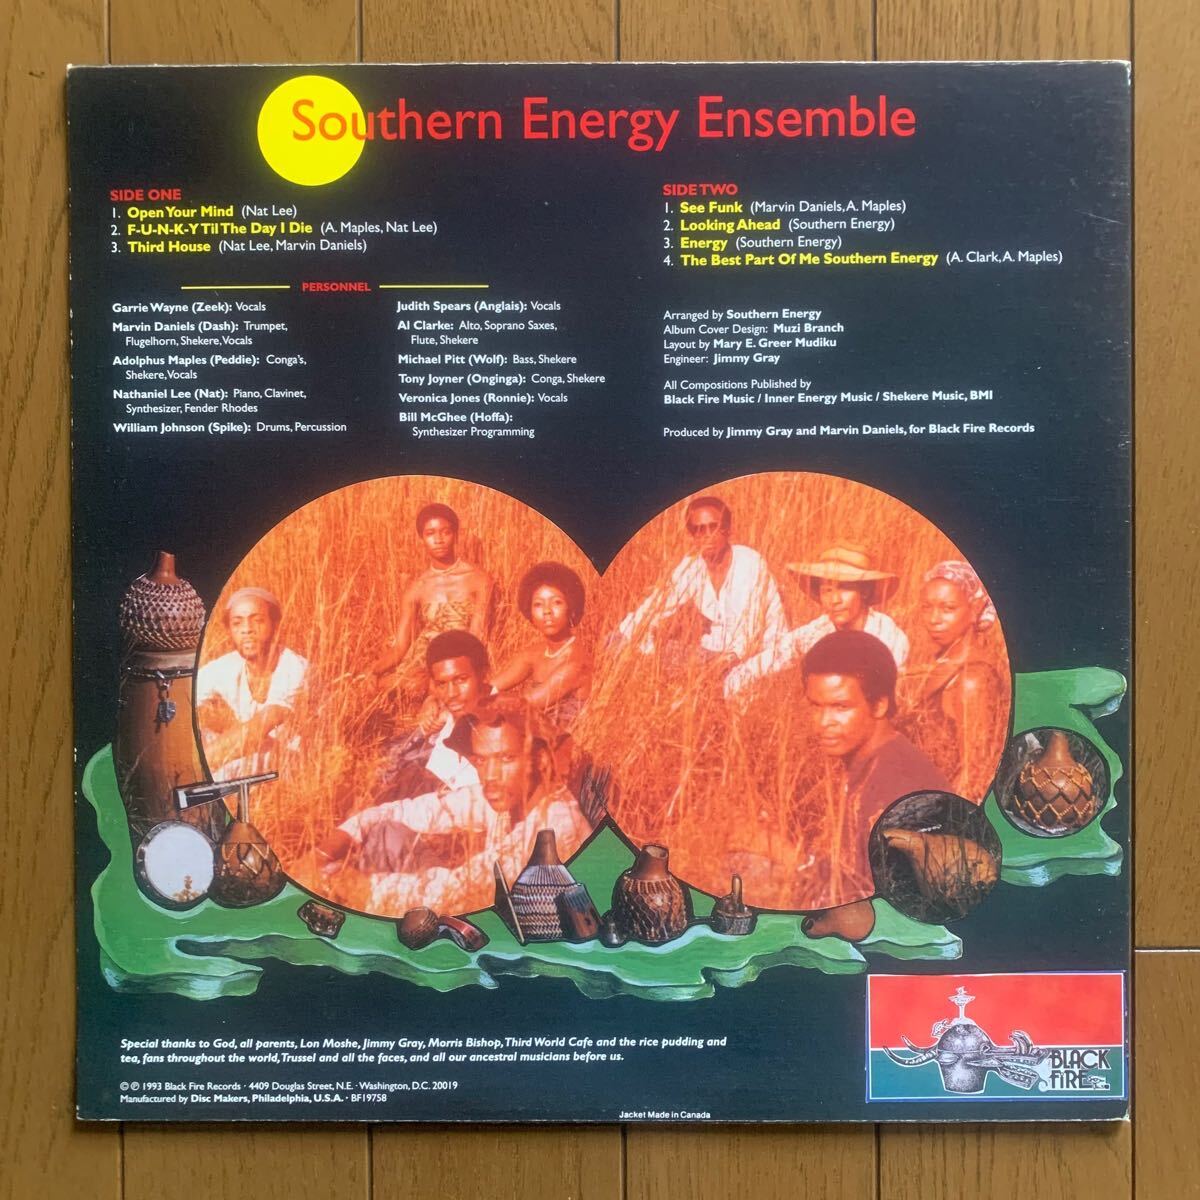 Southern Energy Ensemble
SIDE ONE
1. Open Your Mind (Nat Lee)
2. F-U-N-K-Y Til The Day I Die (A. Maples, Nat Lee)
3. Third House (Nat Lee, Marvin Daniels)
SIDE TWO
1. See Funk (Marvin Daniels, A. Maples)
2. Looking Ahead (Southern Energy)
3. Energy (Southern Energy)
4. The Best Part Of Me Southern Energy (A. Clark, A. Maples)
PERSONNEL
Garrie Wayne (Zeek): Vocals
Marvin Daniels (Dash): Trumpet,
Flugelhorn, Shekere, Vocals
Adolphus Maples (Peddie): Conga's,
Shekere, Vocals
Nathaniel Lee (Nat): Piano, Clavinet,
Synthesizer, Fender Rhodes
William Johnson (Spike): Drums, Percussion
Judith Spears (Anglais): Vocals
Al Clarke: Alto, Soprano Saxes,
Flute, Shekere
Michael Pitt (Wolf): Bass, Shekere
Tony Joyner (Onginga): Conga, Shekere
Veronica Jones (Ronnie): Vocals
Bill McGhee (Hoffa):
Synthesizer Programming
Arranged by Southern Energy
Album Cover Design: Muzi Branch
Layout by Mary E. Greer Mudiku
Engineer: Jimmy Gray
All Compositions Published by
Black Fire Music / Inner Energy Music / Shekere Music, BMI
Produced by Jimmy Gray and Marvin Daniels, for Black Fire Records
Special thanks to God, all parents, Lon Moshe, Jimmy Gray, Morris Bishop, Third World Cafe and the rice pudding and
tea, fans throughout the world, Trussel and all the faces, and all our ancestral musicians before us.
© ℗ 1993 Black Fire Records · 4409 Douglas Street, N.E. · Washington, D.C. 20019
Manufactured by Disc Makers, Philadelphia, U.S.A. · BF19758
Jacket Made in Canada
BLACK
FIRE